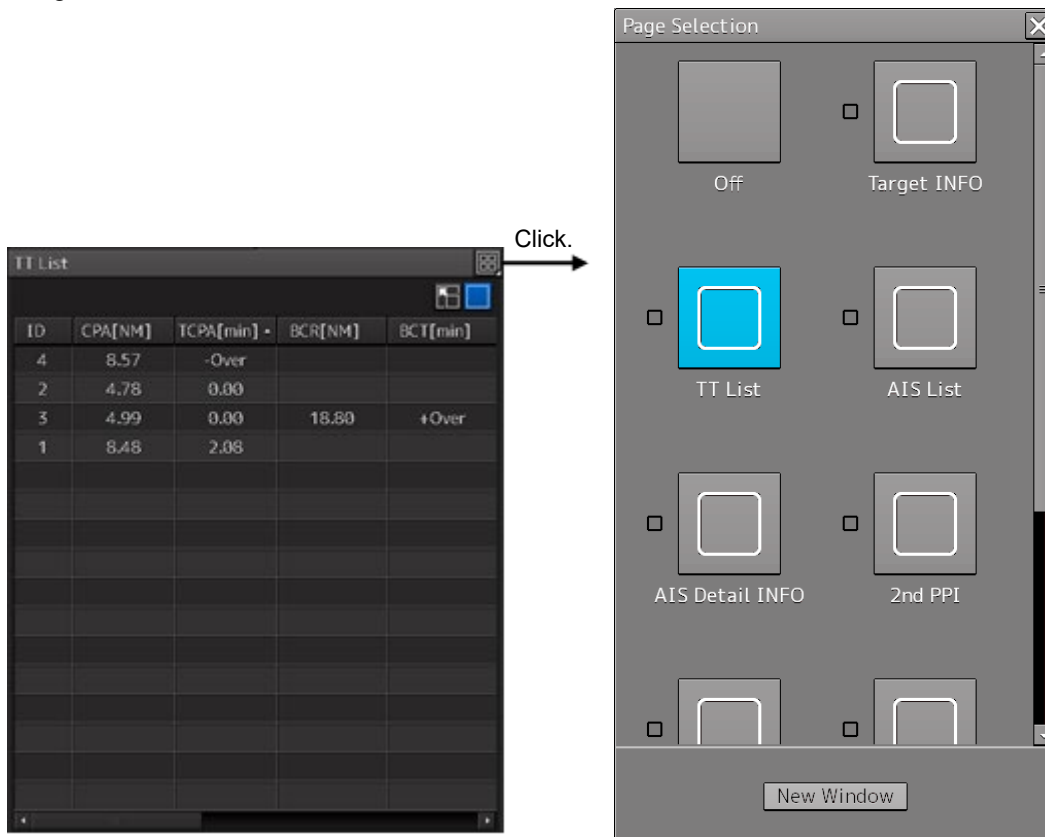 Click.
TT List
ID CPA[NM] TCPA[min] BCR[NM] BCT[min]
4 8.57 -Over
2 4.78 0.00
3 4.99 0.00 18.80 +Over
1 8.48 2.08
Page Selection
Off Target INFO
TT List AIS List
AIS Detail INFO 2nd PPI
New Window